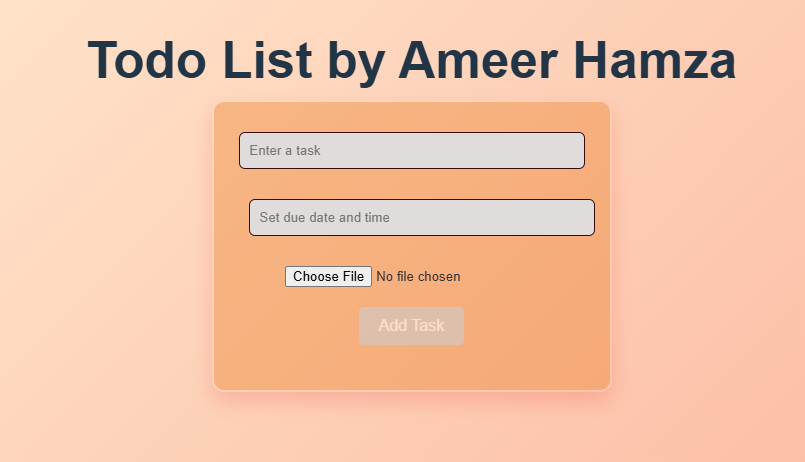 Todo List by Ameer Hamza
Enter a task
Set due date and time
Choose File No file chosen
Add Task